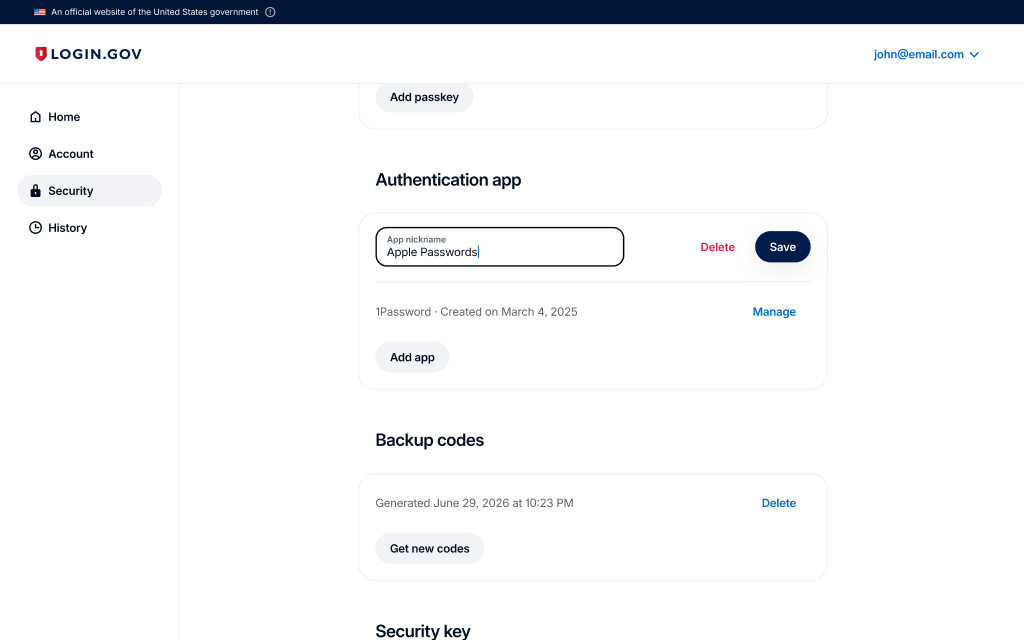 An official website of the United States government
LOGIN.GOV
john@email.com
Home
Account
Security
History
Add passkey
Authentication app
App nickname
Apple Passwords
Delete
Save
1Password · Created on March 4, 2025
Manage
Add app
Backup codes
Generated June 29, 2026 at 10:23 PM
Delete
Get new codes
Security key